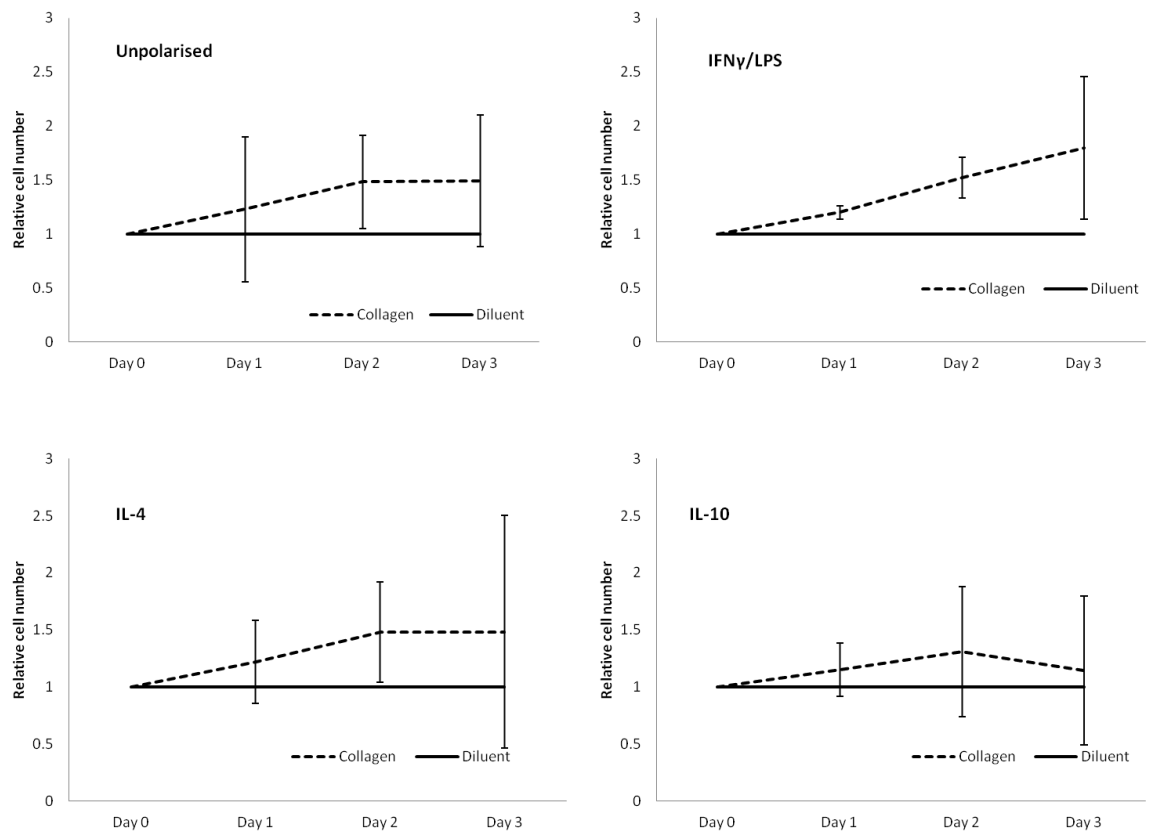 Unpolarised
Relative cell number
3
2.5
2
1.5
1
0.5
0
Collagen Diluent
Day 0 Day 1 Day 2 Day 3
IFNγ/LPS
Relative cell number
3
2.5
2
1.5
1
0.5
0
Collagen Diluent
Day 0 Day 1 Day 2 Day 3
IL-4
Relative cell number
3
2.5
2
1.5
1
0.5
0
Collagen Diluent
Day 0 Day 1 Day 2 Day 3
IL-10
Relative cell number
3
2.5
2
1.5
1
0.5
0
Collagen Diluent
Day 0 Day 1 Day 2 Day 3